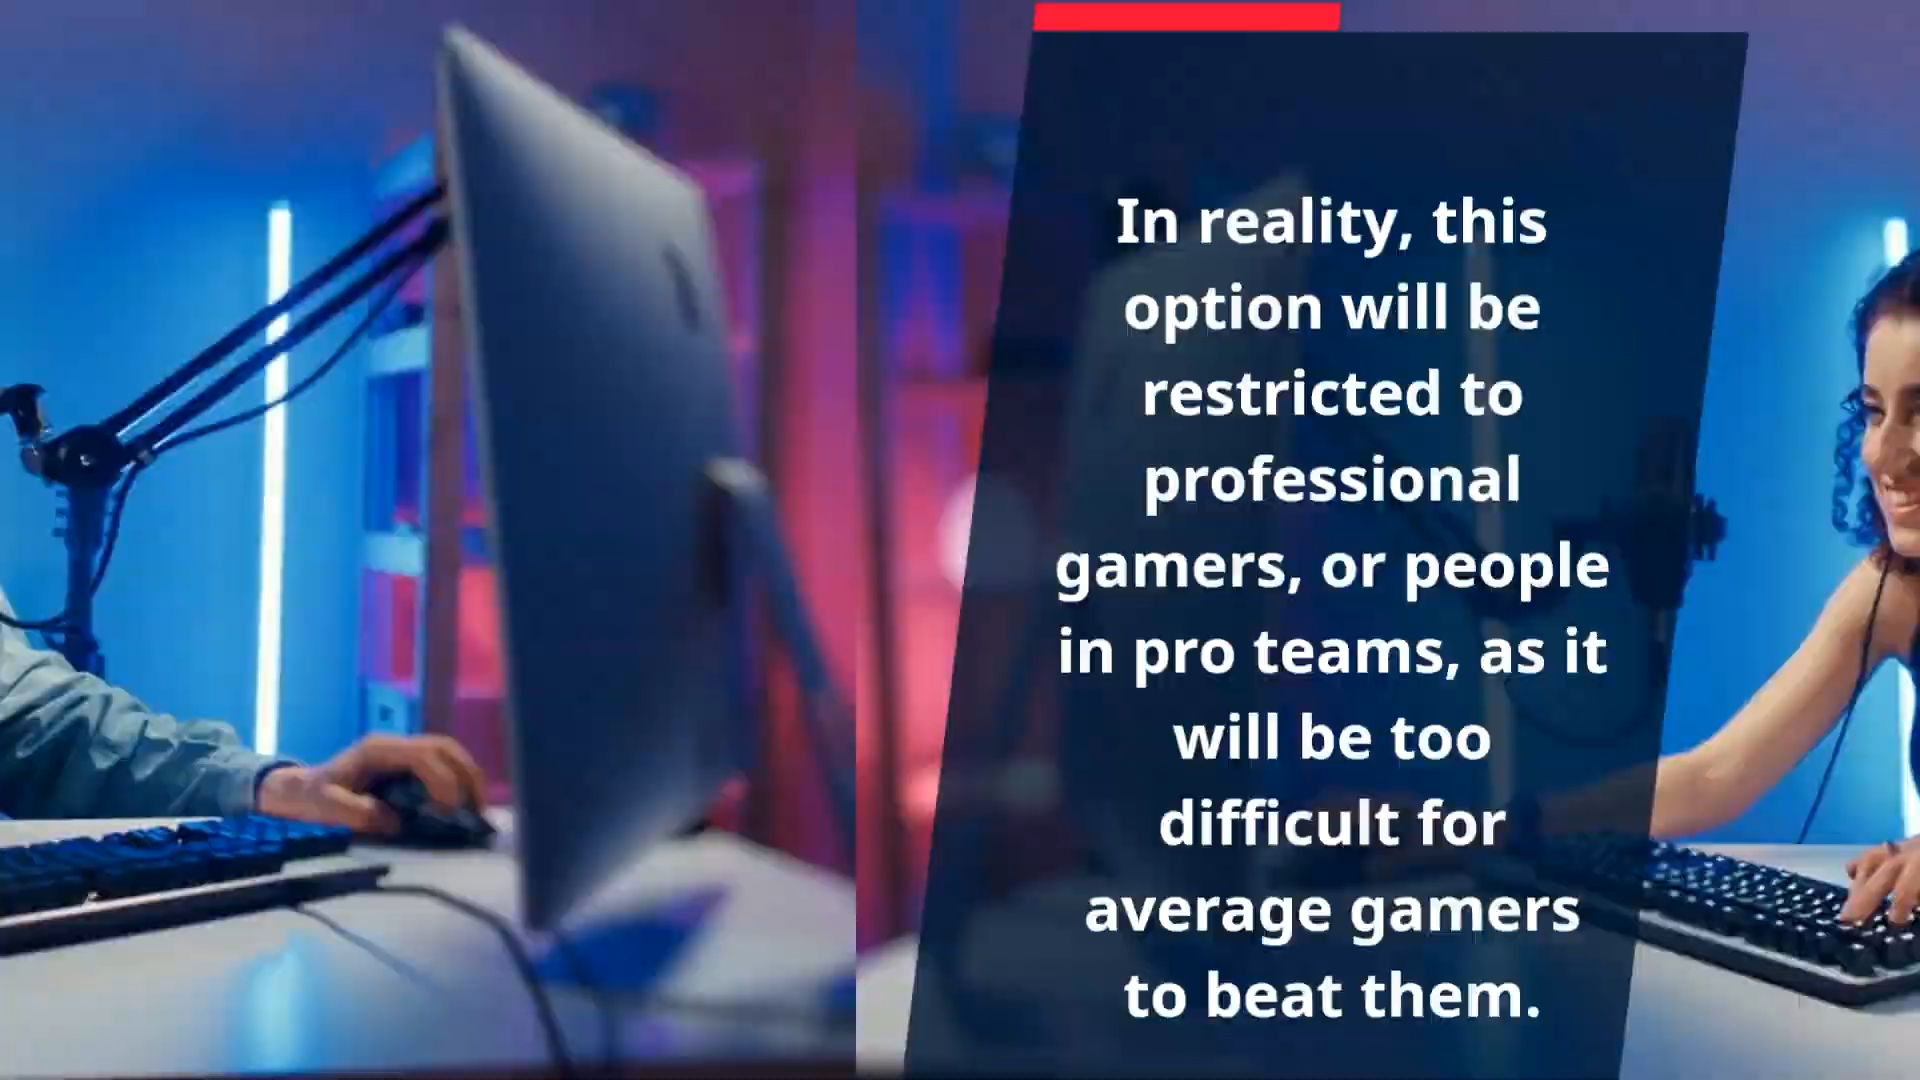 In reality, this
option will be
restricted to
professional
gamers, or people
in pro teams, as it
will be too
difficult for
average gamers
to beat them.